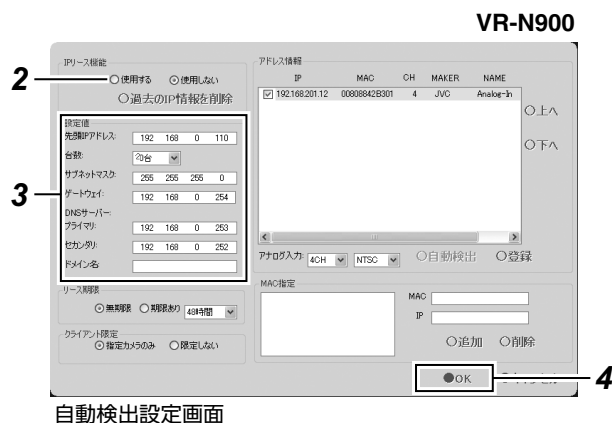 VR-N900
IPリース機能
2
使用する 使用しない
過去のIP情報を削除
3
設定値
先頭IPアドレス: 192 168 0 110
台数: 20台
サブネットマスク: 255 255 255 0
ゲートウェイ: 192 168 0 254
DNSサーバー:
プライマリ: 192 168 0 253
セカンダリ: 192 168 0 252
ドメイン名:
リース期限
無期限 期限あり 48時間
クライアント限定
指定カメラのみ 限定しない
アドレス情報
IP MAC CH MAKER NAME
192.168.201.12 00808842B301 4 JVC Analog-In
上へ
下へ
アナログ入力: 4CH NTSC 自動検出 登録
MAC指定
MAC
IP
追加 削除
OK
4
自動検出設定画面